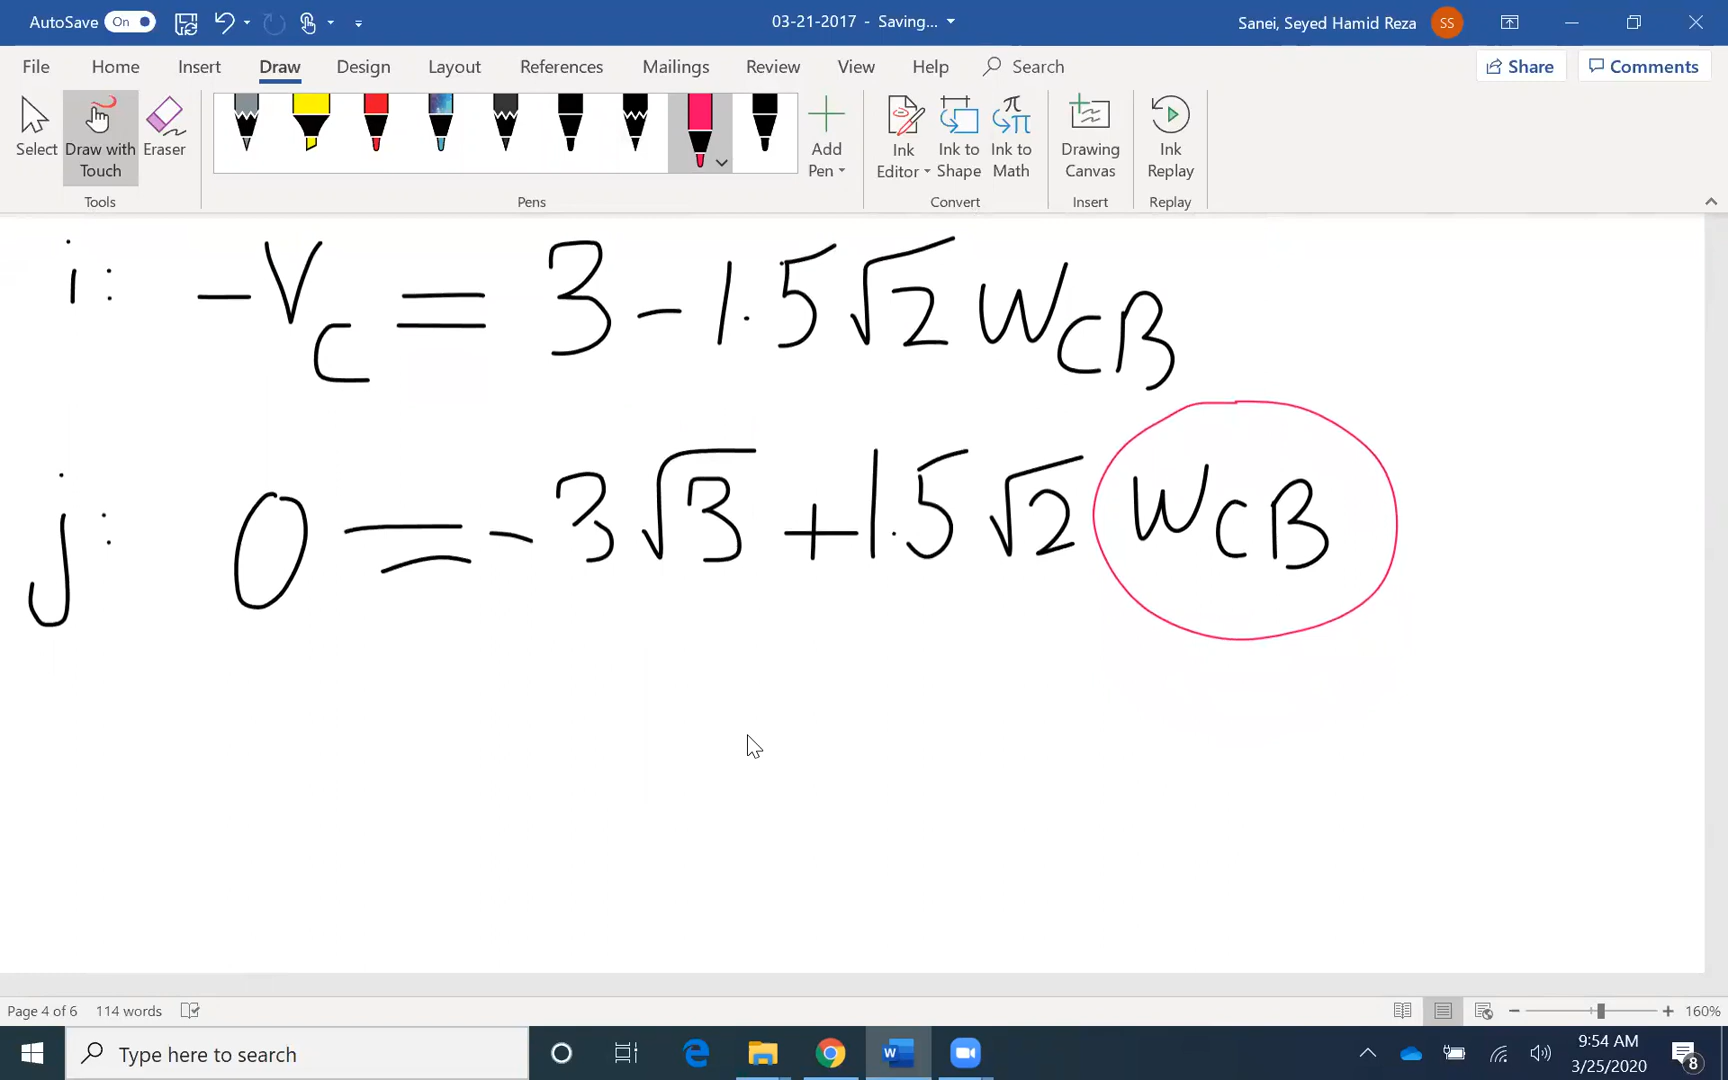 AutoSave On 03-21-2017 - Saving... Sanei, Seyed Hamid Reza SS
File Home Insert Draw Design Layout References Mailings Review View Help Search Share Comments
Select Draw with Touch Eraser Add Pen Ink Editor Ink to Shape Ink to Math Drawing Canvas Ink Replay
Tools Pens Convert Insert Replay
i: -V_C = 3 - 1.5 √2 W_CB
j: 0 = -3 √3 + 1.5 √2 W_CB
Page 4 of 6 114 words 160%
Type here to search 9:54 AM
3/25/2020 8